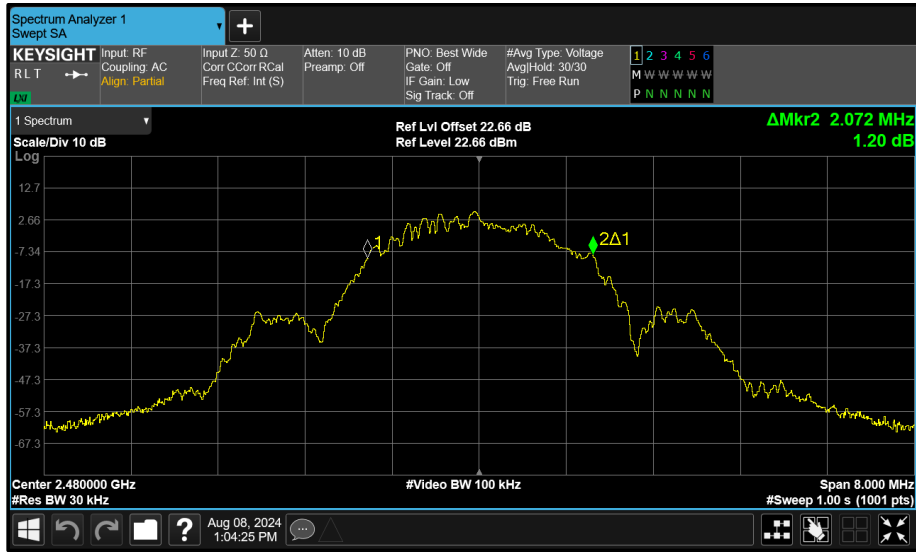 Spectrum Analyzer 1
Swept SA
+
KEYSIGHT
RLT
LXI
Input: RF
Coupling: AC
Align: Partial
Input Z: 50 Ω
Corr CCorr RCal
Freq Ref: Int (S)
Atten: 10 dB
Preamp: Off
PNO: Best Wide
Gate: Off
IF Gain: Low
Sig Track: Off
#Avg Type: Voltage
Avg|Hold: 30/30
Trig: Free Run
1 2 3 4 5 6
M W W W W W
P N N N N N
1 Spectrum
Scale/Div 10 dB
Ref Lvl Offset 22.66 dB
Ref Level 22.66 dBm
ΔMkr2 2.072 MHz
1.20 dB
Log
12.7
2.66
-7.34
-17.3
-27.3
-37.3
-47.3
-57.3
-67.3
1
2Δ1
Center 2.480000 GHz
#Video BW 100 kHz
Span 8.000 MHz
#Res BW 30 kHz
#Sweep 1.00 s (1001 pts)
?
Aug 08, 2024
1:04:25 PM